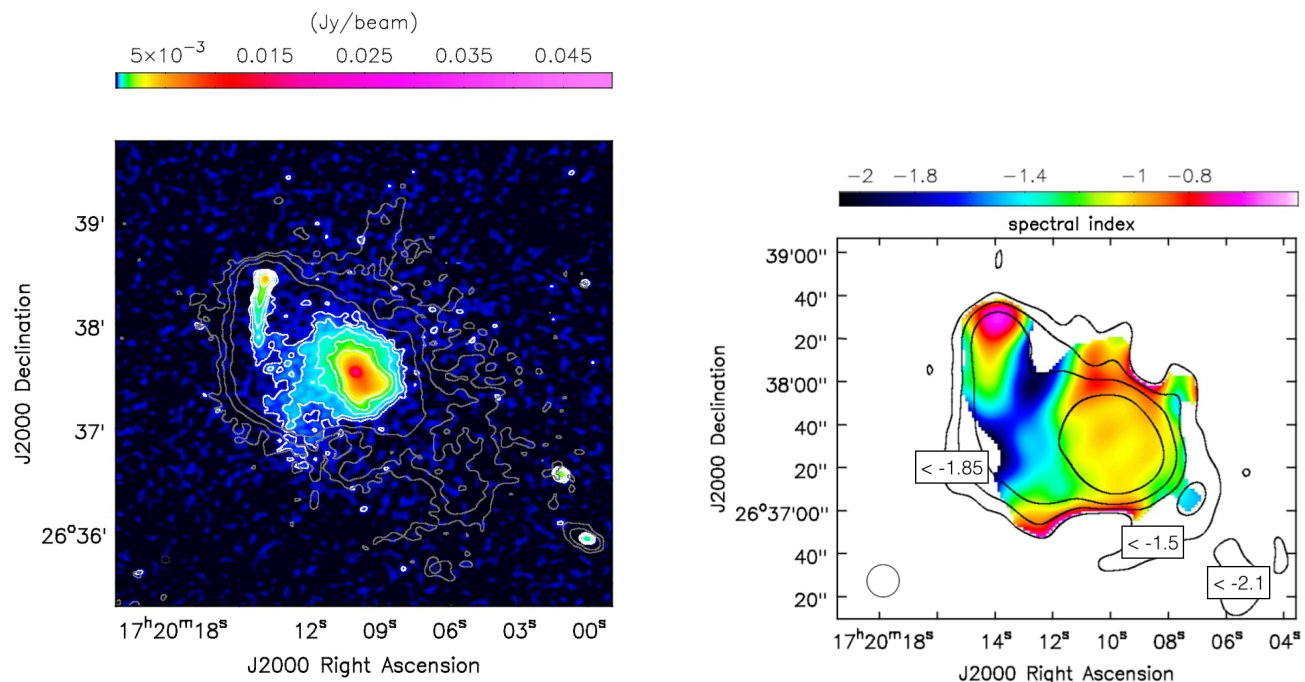 (Jy/beam)
5×10⁻³ 0.015 0.025 0.035 0.045
39'
38'
37'
26°36'
J2000 Declination
17ʰ20ᵐ18ˢ 12ˢ 09ˢ 06ˢ 03ˢ 00ˢ
J2000 Right Ascension
−2 −1.8 −1.4 −1 −0.8
spectral index
39'00"
40"
20"
38'00"
40"
20"
26°37'00"
40"
20"
J2000 Declination
< -1.85
< -1.5
< -2.1
17ʰ20ᵐ18ˢ 14ˢ 12ˢ 10ˢ 08ˢ 06ˢ 04ˢ
J2000 Right Ascension